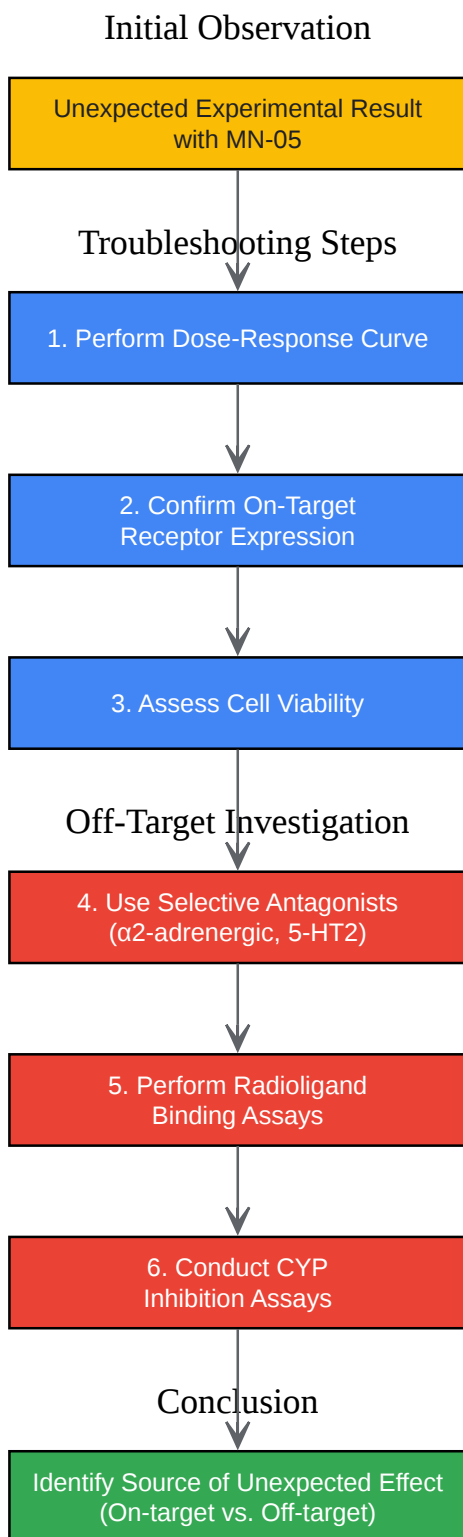 Initial Observation
Unexpected Experimental Result
with MN-05
Troubleshooting Steps
1. Perform Dose-Response Curve
2. Confirm On-Target
Receptor Expression
3. Assess Cell Viability
Off-Target Investigation
4. Use Selective Antagonists
(α2-adrenergic, 5-HT2)
5. Perform Radioligand
Binding Assays
6. Conduct CYP
Inhibition Assays
Conclusion
Identify Source of Unexpected Effect
(On-target vs. Off-target)